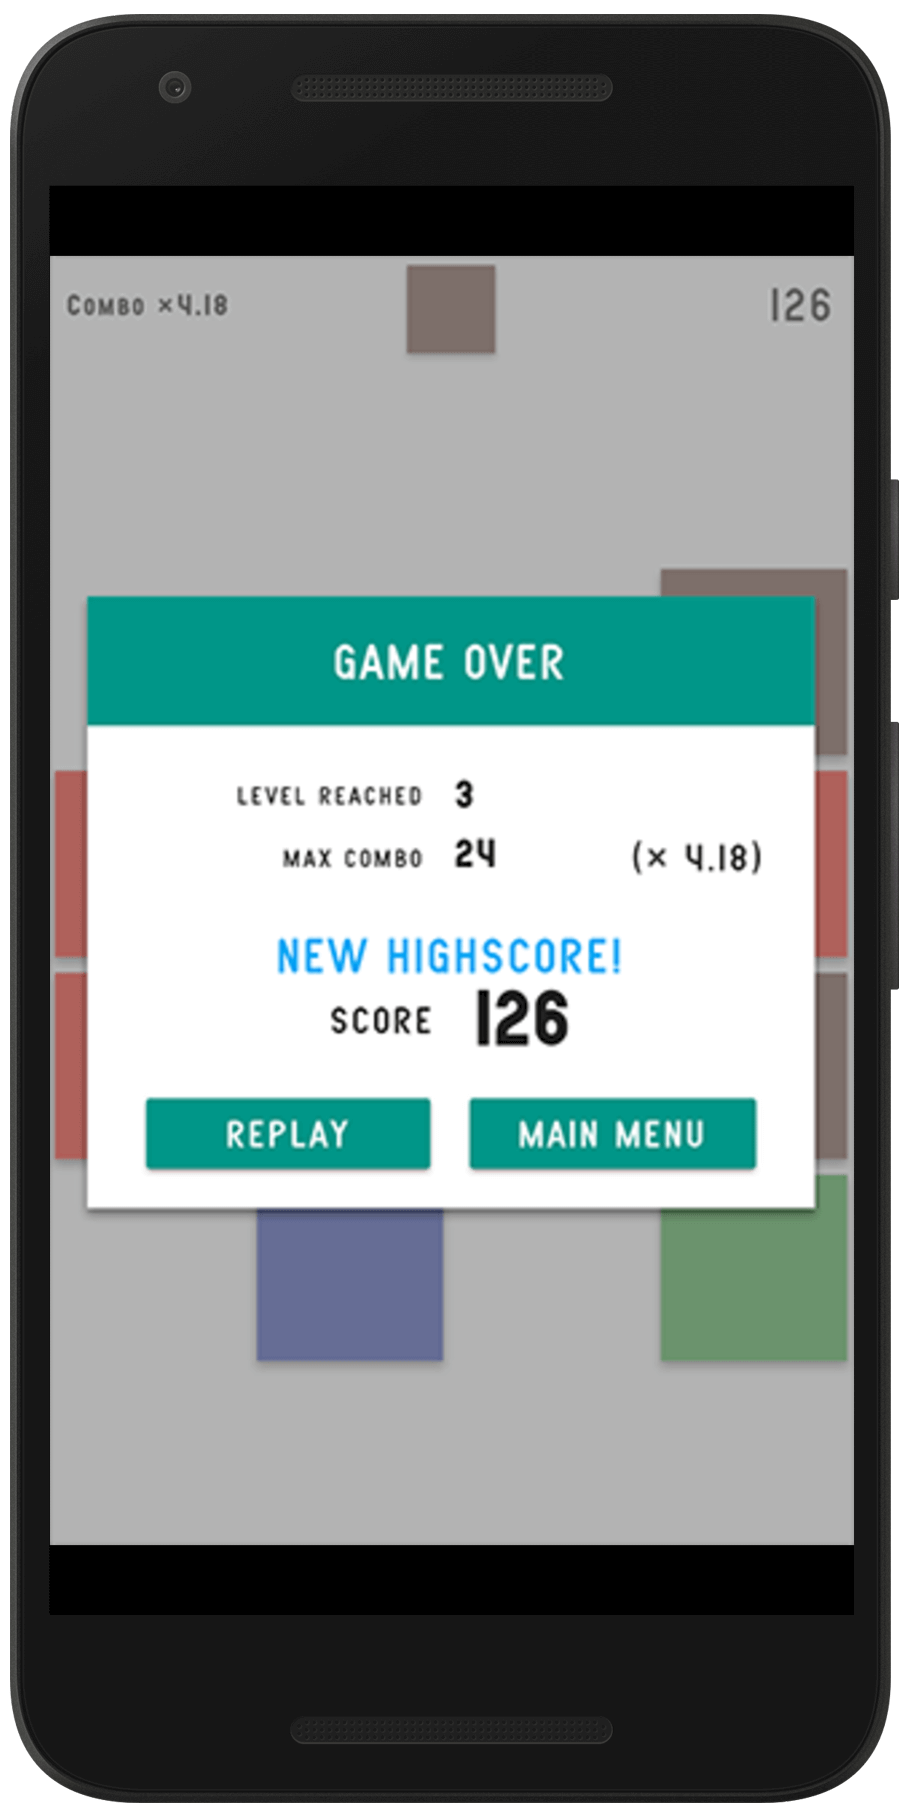 Combo ×4.18
126
GAME OVER
LEVEL REACHED 3
MAX COMBO 24 (× 4.18)
NEW HIGHSCORE!
SCORE 126
REPLAY
MAIN MENU